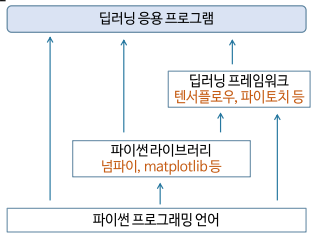 딥러닝 응용 프로그램
딥러닝 프레임워크
텐서플로우, 파이토치 등
파이썬 라이브러리
넘파이, matplotlib 등
파이썬 프로그래밍 언어